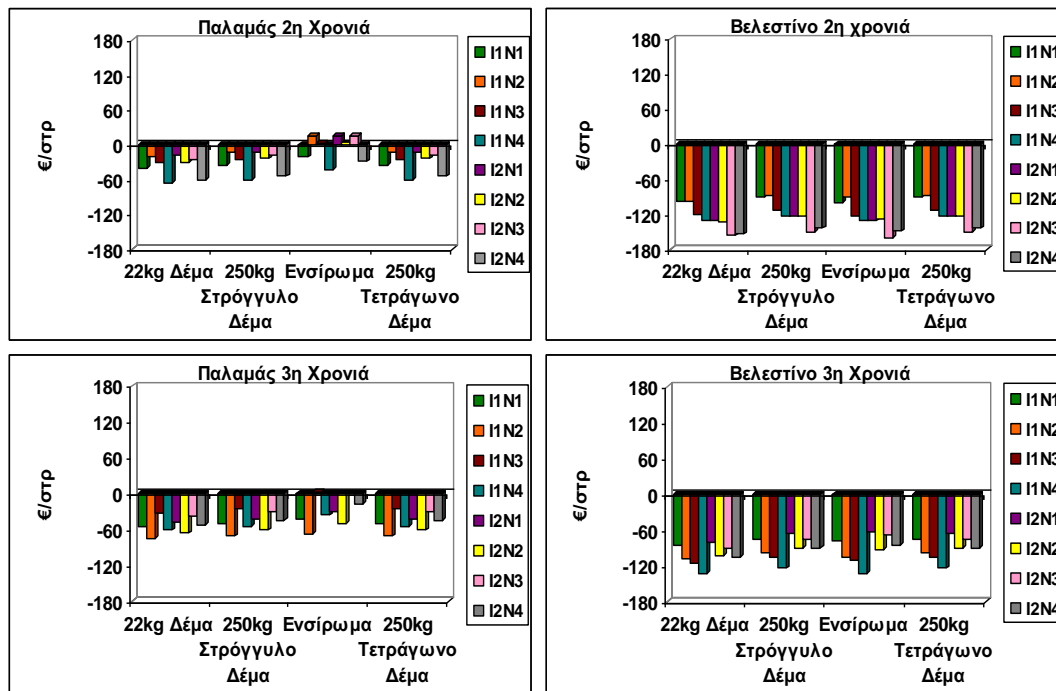 Παλαμάς 2η Χρονιά
180
120
60
0
-60
-120
-180
€/στρ
22kg Δέμα 250kg Ενσίρωμα 250kg
Στρόγγυλο Τετράγωνο
Δέμα Δέμα
I1N1
I1N2
I1N3
I1N4
I2N1
I2N2
I2N3
I2N4
Βελεστίνο 2η χρονιά
180
120
60
0
-60
-120
-180
€/στρ
22kg Δέμα 250kg Ενσίρωμα 250kg
Στρόγγυλο Τετράγωνο
Δέμα Δέμα
I1N1
I1N2
I1N3
I1N4
I2N1
I2N2
I2N3
I2N4
Παλαμάς 3η Χρονιά
180
120
60
0
-60
-120
-180
€/στρ
22kg Δέμα 250kg Ενσίρωμα 250kg
Στρόγγυλο Τετράγωνο
Δέμα Δέμα
I1N1
I1N2
I1N3
I1N4
I2N1
I2N2
I2N3
I2N4
Βελεστίνο 3η Χρονιά
180
120
60
0
-60
-120
-180
€/στρ
22kg Δέμα 250kg Ενσίρωμα 250kg
Στρόγγυλο Τετράγωνο
Δέμα Δέμα
I1N1
I1N2
I1N3
I1N4
I2N1
I2N2
I2N3
I2N4